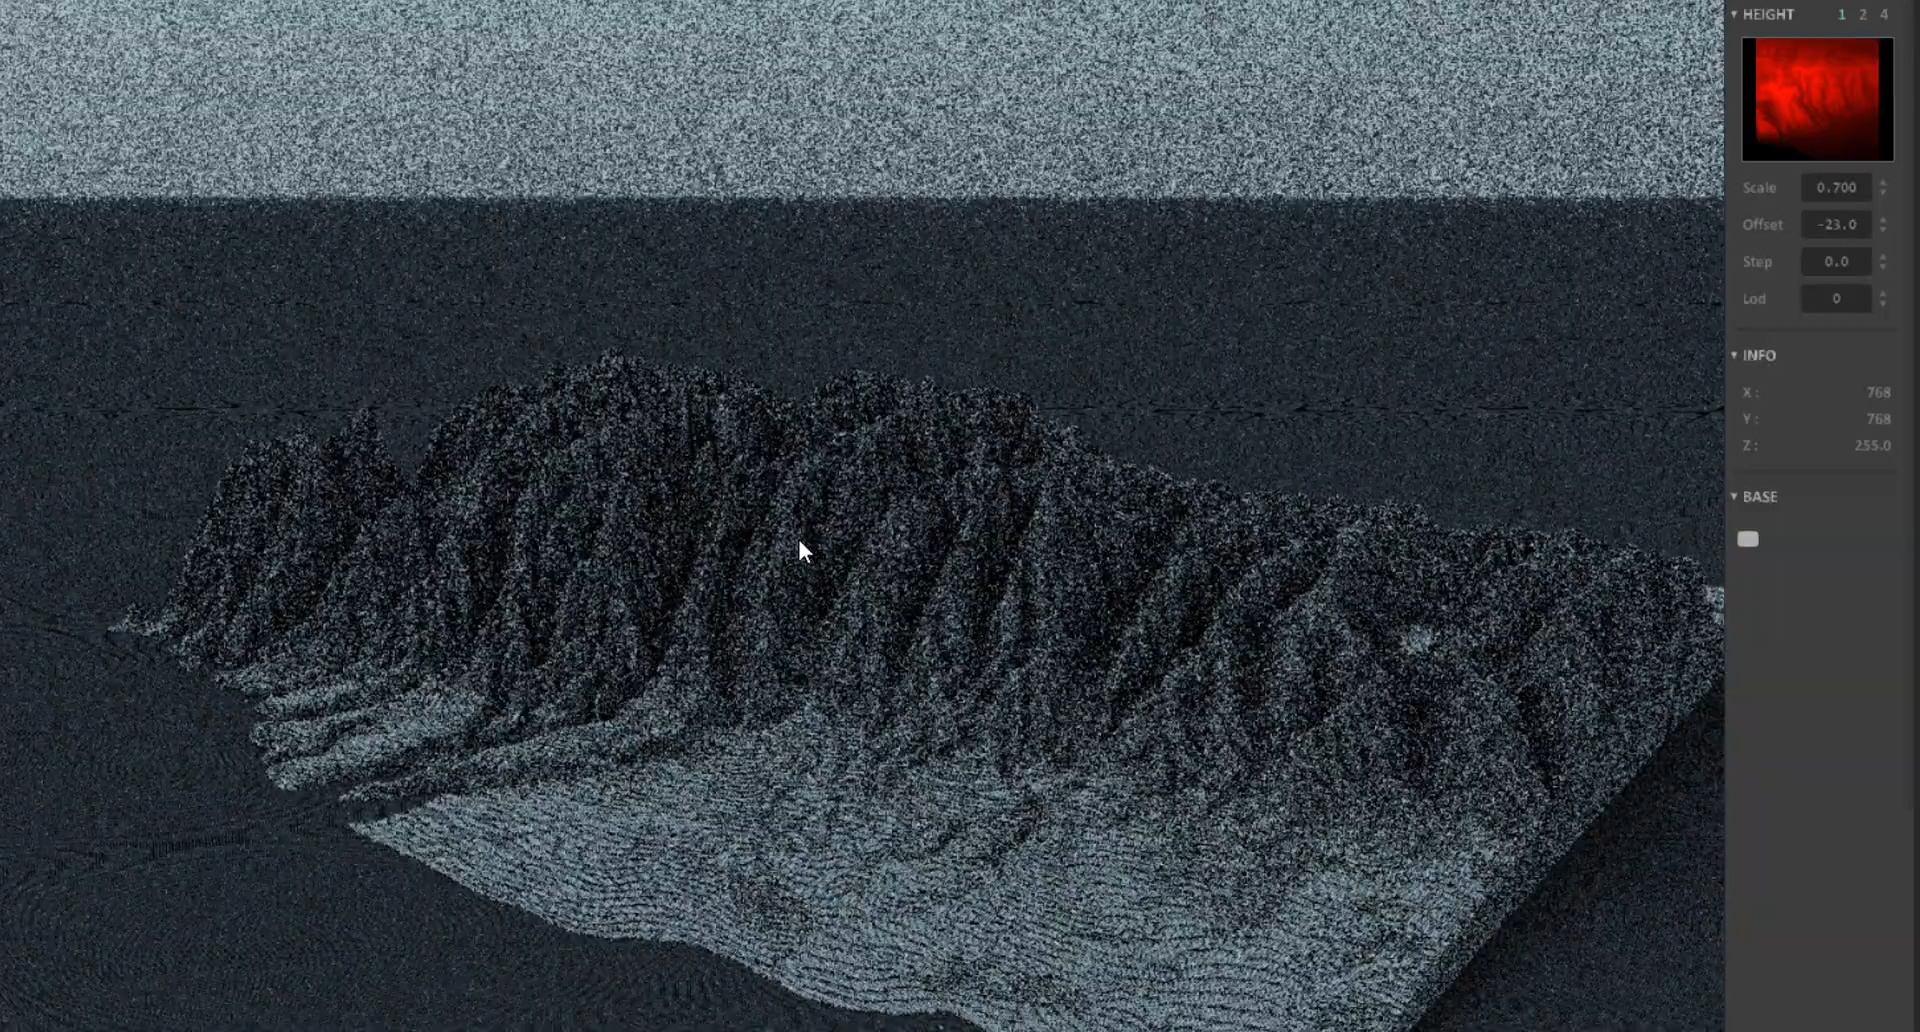 HEIGHT 1 2 4
Scale 0.700
Offset -23.0
Step 0.0
Lod 0
INFO
X : 768
Y : 768
Z : 255.0
BASE